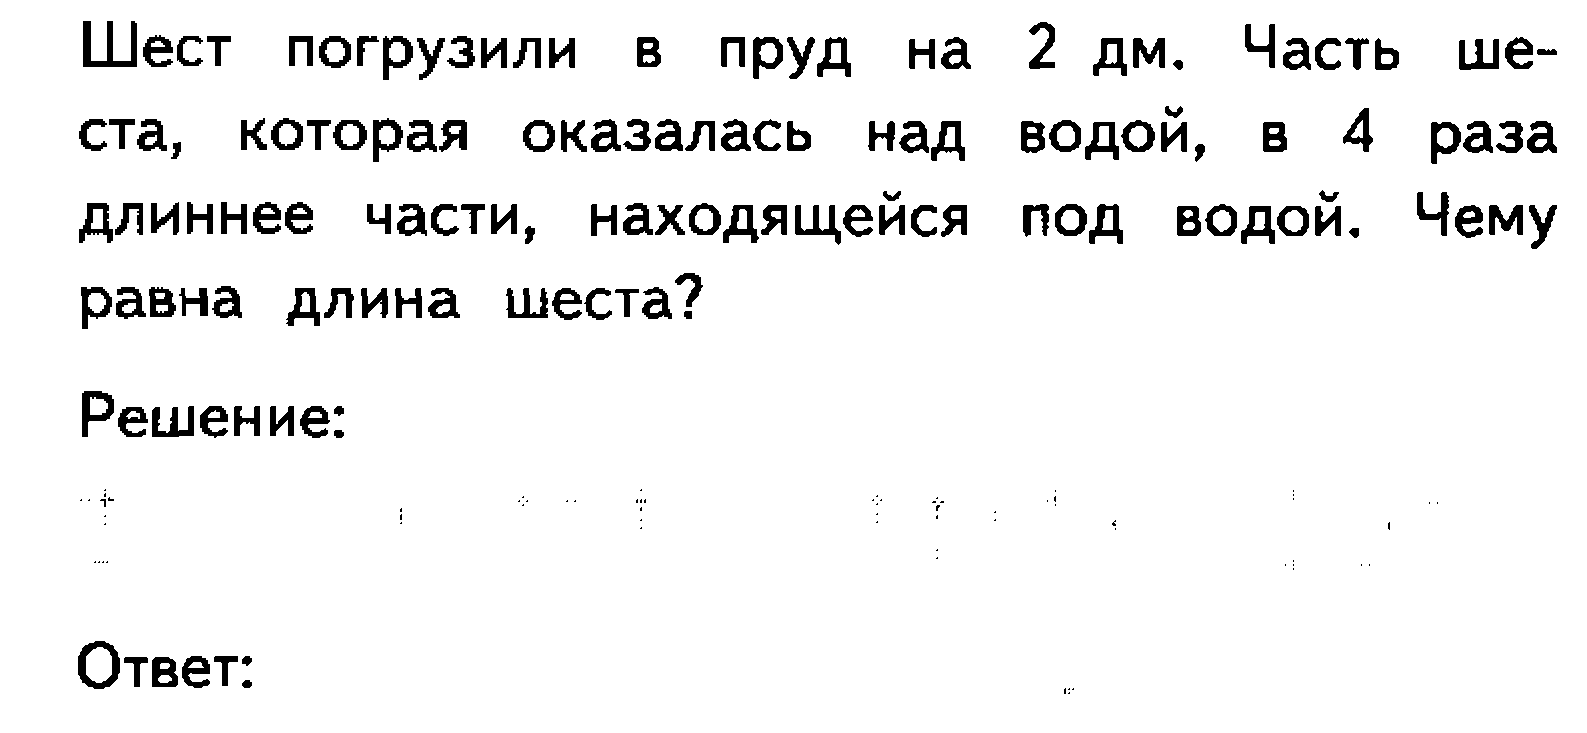 Шест погрузили в пруд на 2 дм. Часть ше-
ста, которая оказалась над водой, в 4 раза
длиннее части, находящейся под водой. Чему
равна длина шеста?
Решение:
Ответ: